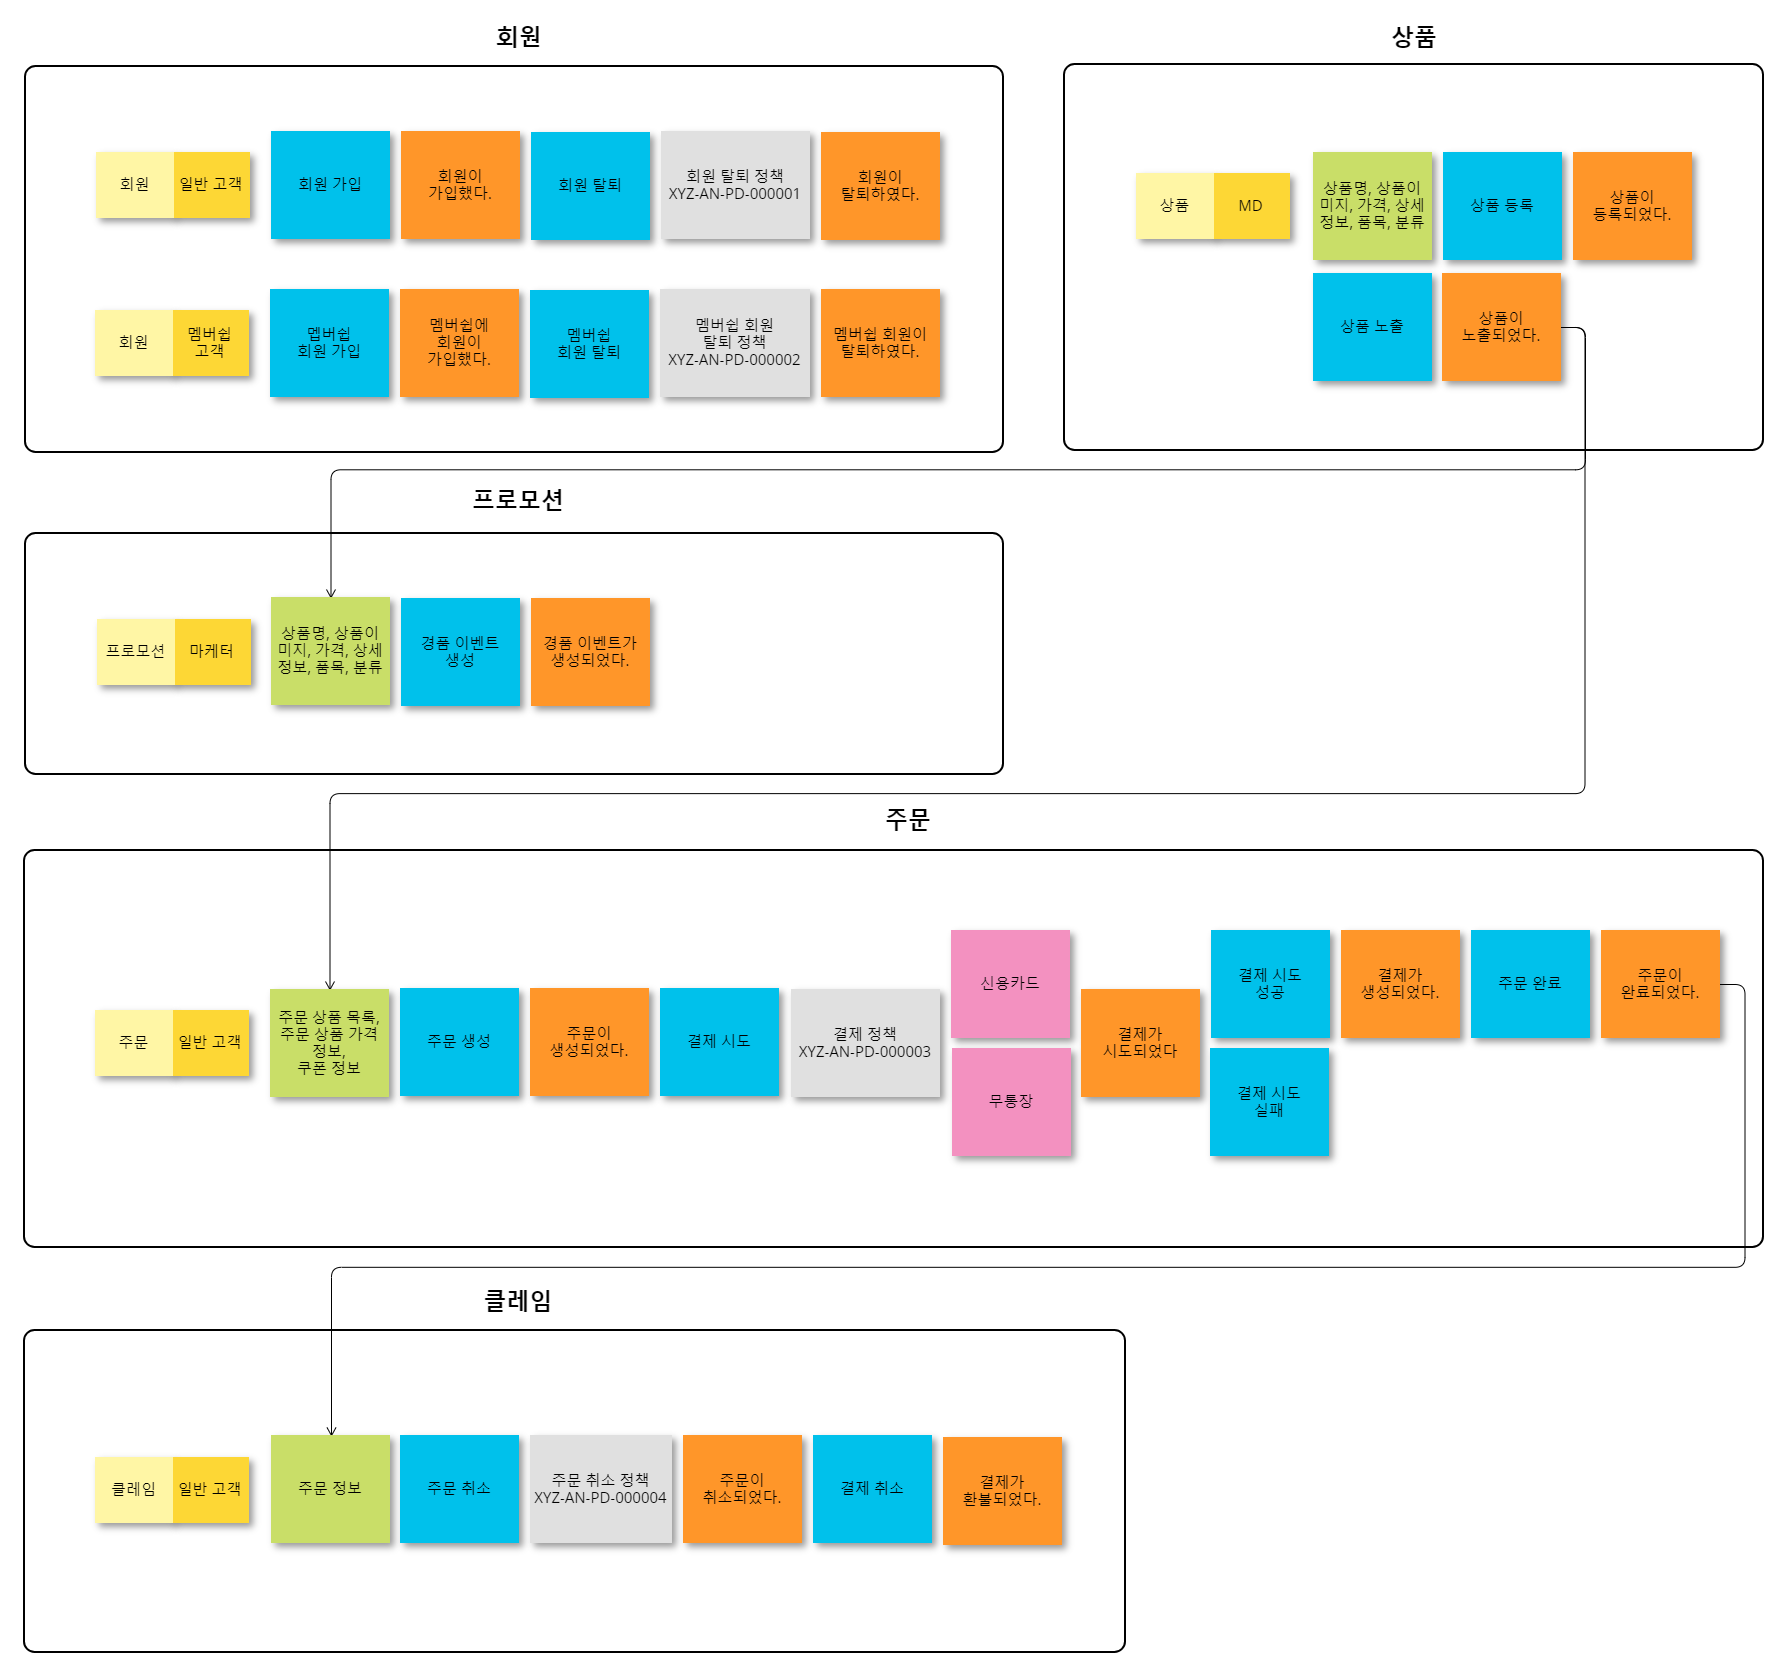 회원
회원
일반 고객
회원 가입
회원이
가입했다.
회원 탈퇴
회원 탈퇴 정책
XYZ-AN-PD-000001
회원이
탈퇴하였다.
회원
멤버쉽
고객
멥버쉽
회원 가입
멤버쉽에
회원이
가입했다.
멤버쉽
회원 탈퇴
멤버쉽 회원
탈퇴 정책
XYZ-AN-PD-000002
멤버쉽 회원이
탈퇴하였다.
상품
상품
MD
상품명, 상품이
미지, 가격, 상세
정보, 품목, 분류
상품 등록
상품이
등록되었다.
상품 노출
상품이
노출되었다.
프로모션
프로모션
마케터
상품명, 상품이
미지, 가격, 상세
정보, 품목, 분류
경품 이벤트
생성
경품 이벤트가
생성되었다.
주문
주문
일반 고객
주문 상품 목록,
주문 상품 가격
정보,
쿠폰 정보
주문 생성
주문이
생성되었다.
결제 시도
결제 정책
XYZ-AN-PD-000003
신용카드
무통장
결제가
시도되었다
결제 시도
성공
결제 시도
실패
결제가
생성되었다.
주문 완료
주문이
완료되었다.
클레임
클레임
일반 고객
주문 정보
주문 취소
주문 취소 정책
XYZ-AN-PD-000004
주문이
취소되었다.
결제 취소
결제가
환불되었다.